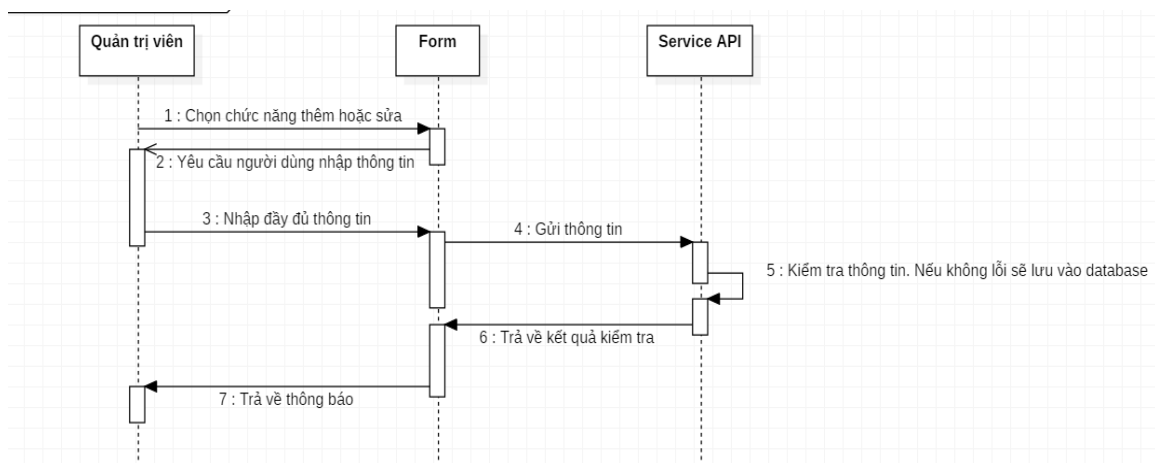 Quản trị viên
Form
Service API
1 : Chọn chức năng thêm hoặc sửa
2 : Yêu cầu người dùng nhập thông tin
3 : Nhập đầy đủ thông tin
4 : Gửi thông tin
5 : Kiểm tra thông tin. Nếu không lỗi sẽ lưu vào database
6 : Trả về kết quả kiểm tra
7 : Trả về thông báo